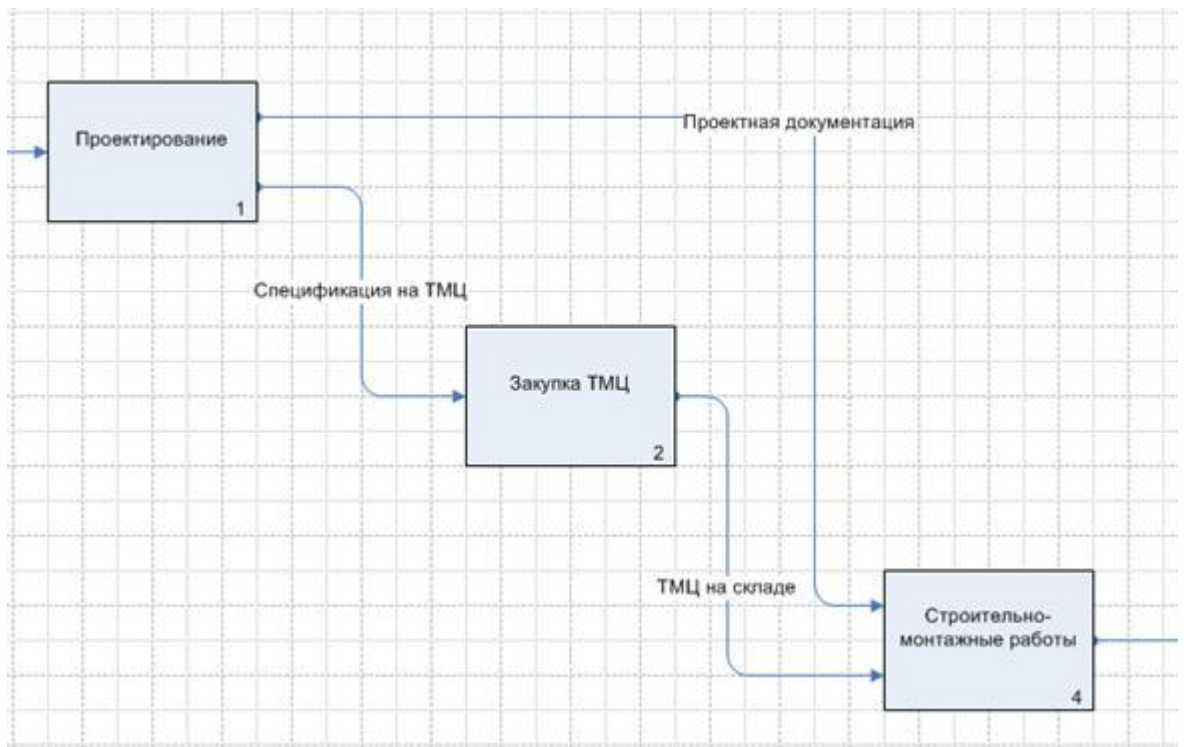 Проектирование
1
Проектная документация
Спецификация на ТМЦ
Закупка ТМЦ
2
ТМЦ на складе
Строительно-
монтажные работы
4